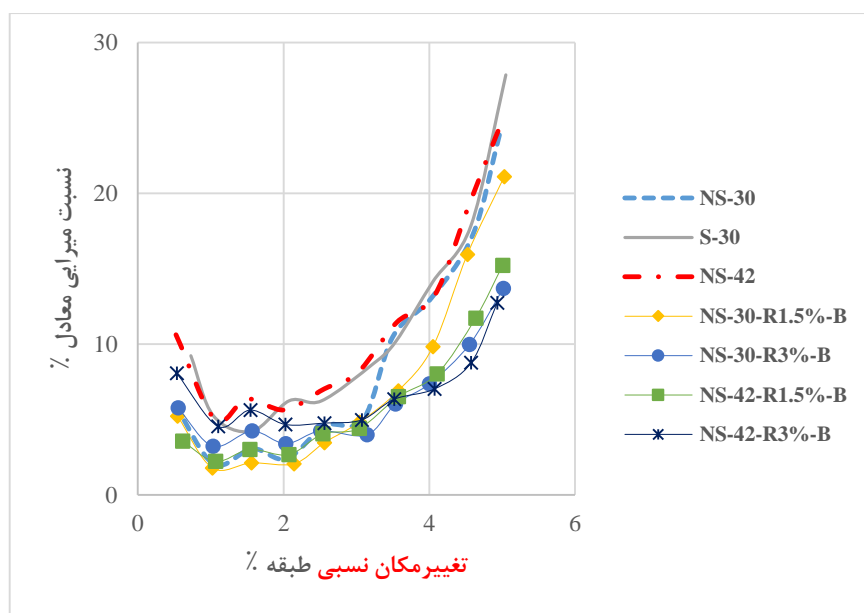 30
20
10
0
0 2 4 6
نسبت میرایی معادل ٪
تغییرمکان نسبی طبقه ٪
NS-30
S-30
NS-42
NS-30-R1.5%-B
NS-30-R3%-B
NS-42-R1.5%-B
NS-42-R3%-B